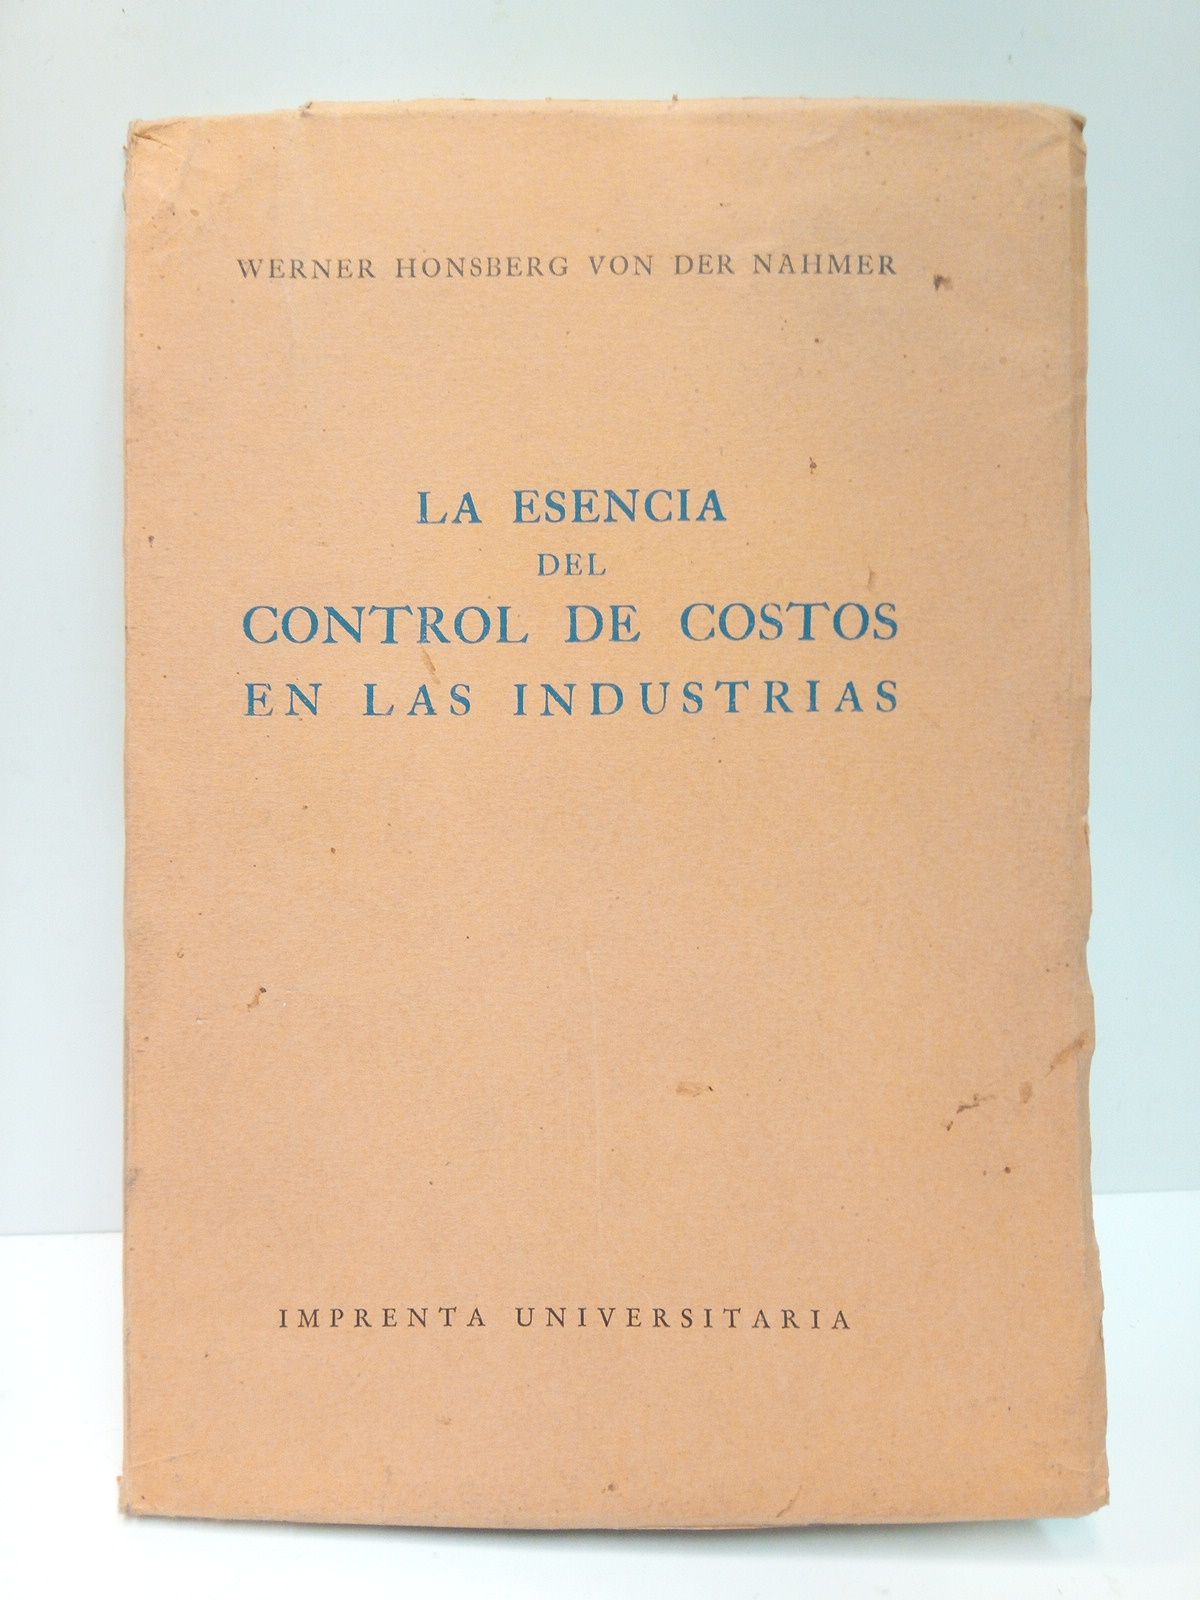 WERNER HONSBERG VON DER NAHMER
LA ESENCIA
DEL
CONTROL DE COSTOS
EN LAS INDUSTRIAS
IMPRENTA UNIVERSITARIA